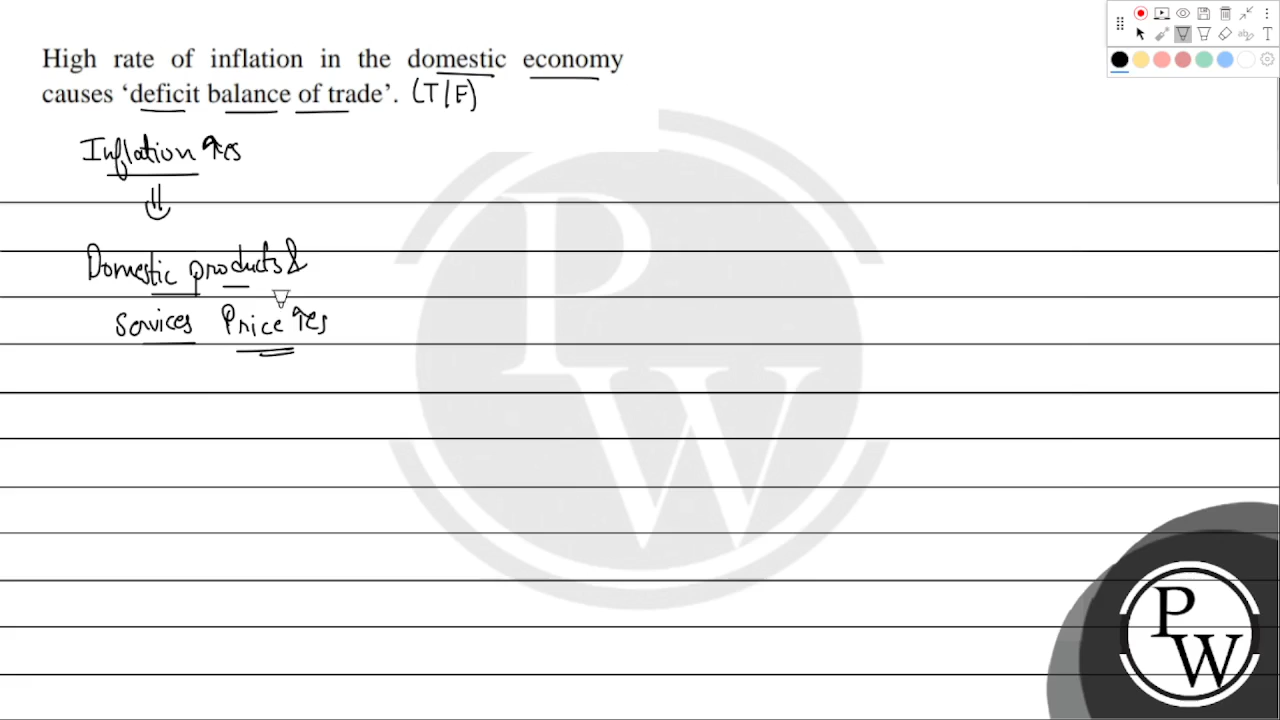 High rate of inflation in the domestic economy
causes ‘deficit balance of trade’. (T/F)
Inflation ↑es
⇓
Domestic products &
Services Price ↑es
PW
PW